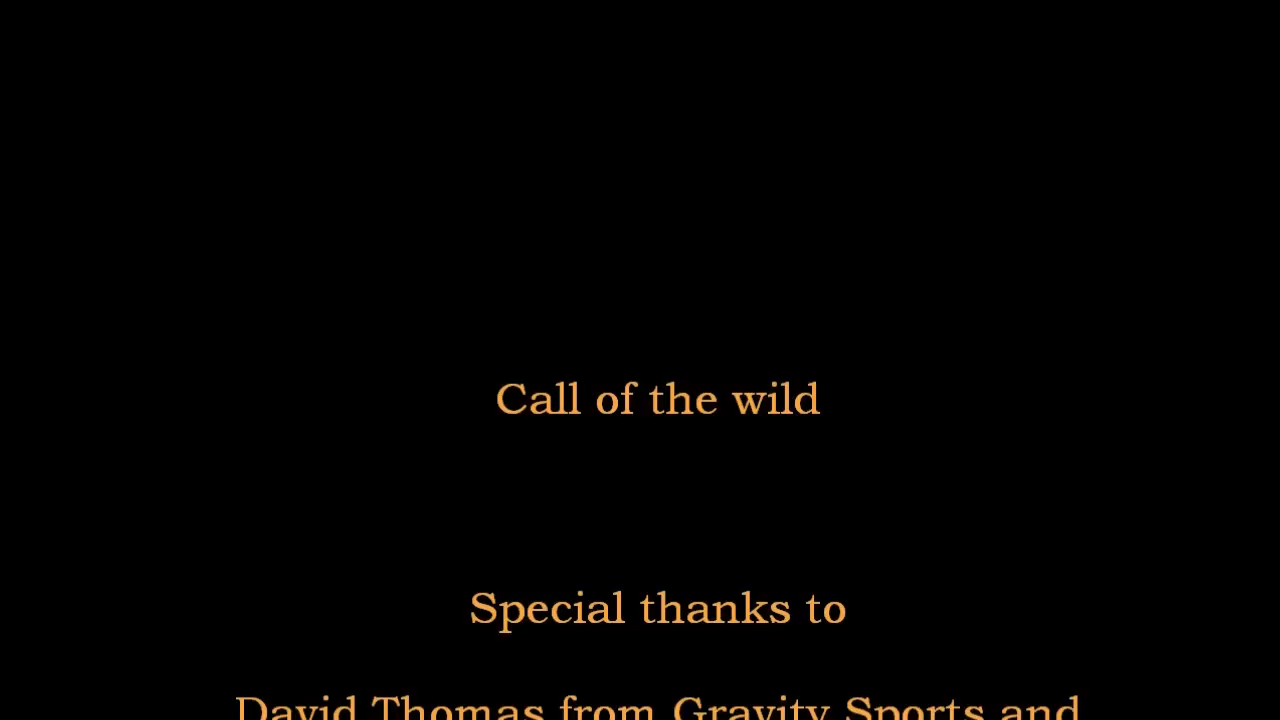 Call of the wild
Special thanks to
David Thomas from Gravity Sports and